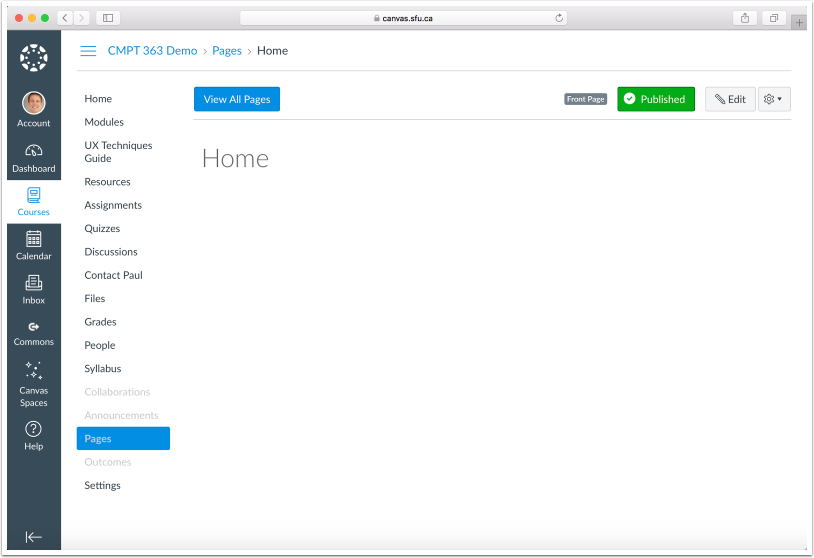 canvas.sfu.ca
CMPT 363 Demo › Pages › Home
Account
Dashboard
Courses
Calendar
Inbox
Commons
Canvas
Spaces
Help
Home
Modules
UX Techniques
Guide
Resources
Assignments
Quizzes
Discussions
Contact Paul
Files
Grades
People
Syllabus
Collaborations
Announcements
Pages
Outcomes
Settings
View All Pages
Front Page
Published
Edit
Home